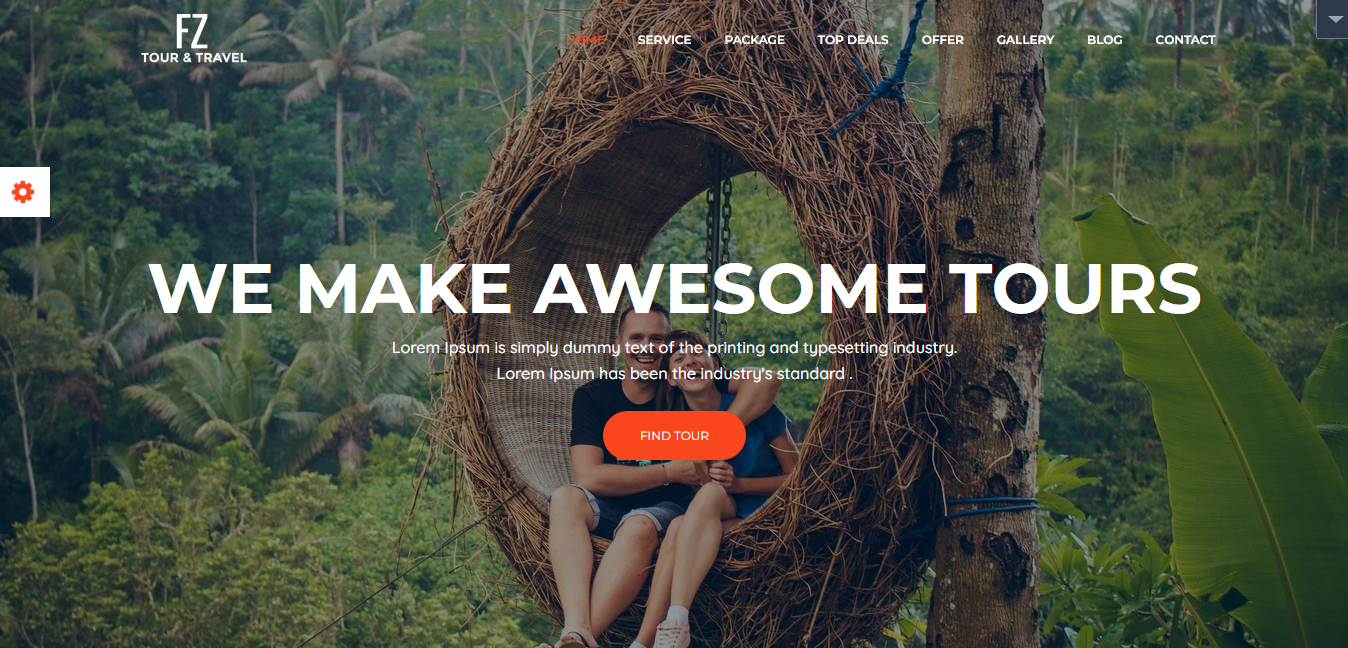 FZ
TOUR & TRAVEL
HOME SERVICE PACKAGE TOP DEALS OFFER GALLERY BLOG CONTACT
WE MAKE AWESOME TOURS
Lorem Ipsum is simply dummy text of the printing and typesetting industry.
Lorem Ipsum has been the industry's standard .
FIND TOUR